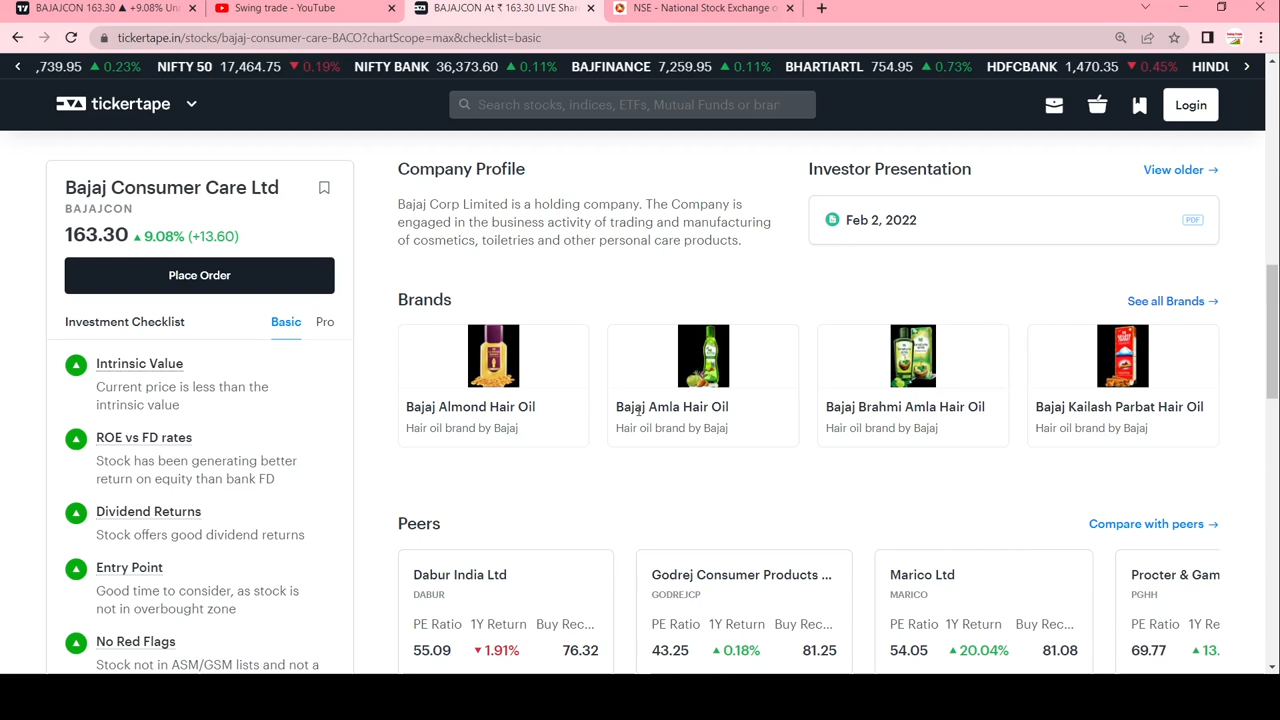 BAJAJCON 163.30 ▲ +9.08% Un
Swing trade - YouTube
BAJAJCON At ₹ 163.30 LIVE Shar
NSE - National Stock Exchange o
tickertape.in/stocks/bajaj-consumer-care-BACO?chartScope=max&checklist=basic
,739.95 ▲ 0.23% NIFTY 50 17,464.75 ▼ 0.19% NIFTY BANK 36,373.60 ▲ 0.11% BAJFINANCE 7,259.95 ▲ 0.11% BHARTIARTL 754.95 ▲ 0.73% HDFCBANK 1,470.35 ▼ 0.45% HINDU
tickertape
Search stocks, indices, ETFs, Mutual Funds or bran
Login
Bajaj Consumer Care Ltd
BAJAJCON
163.30 ▲ 9.08% (+13.60)
Place Order
Investment Checklist Basic Pro
Intrinsic Value
Current price is less than the
intrinsic value
ROE vs FD rates
Stock has been generating better
return on equity than bank FD
Dividend Returns
Stock offers good dividend returns
Entry Point
Good time to consider, as stock is
not in overbought zone
No Red Flags
Stock not in ASM/GSM lists and not a
Company Profile
Bajaj Corp Limited is a holding company. The Company is
engaged in the business activity of trading and manufacturing
of cosmetics, toiletries and other personal care products.
Investor Presentation View older →
Feb 2, 2022 PDF
Brands See all Brands →
Bajaj Almond Hair Oil
Hair oil brand by Bajaj
Bajaj Amla Hair Oil
Hair oil brand by Bajaj
Bajaj Brahmi Amla Hair Oil
Hair oil brand by Bajaj
Bajaj Kailash Parbat Hair Oil
Hair oil brand by Bajaj
Peers Compare with peers →
Dabur India Ltd
DABUR
PE Ratio 1Y Return Buy Rec...
55.09 ▼ 1.91% 76.32
Godrej Consumer Products ...
GODREJCP
PE Ratio 1Y Return Buy Rec...
43.25 ▲ 0.18% 81.25
Marico Ltd
MARICO
PE Ratio 1Y Return Buy Rec...
54.05 ▲ 20.04% 81.08
Procter & Gam
PGHH
PE Ratio 1Y Re
69.77 ▲ 13.